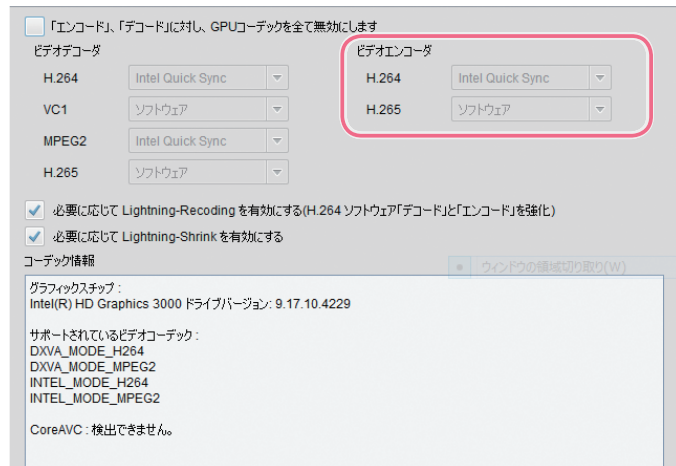 「エンコード」、「デコード」に対し、GPUコーデックを全て無効にします
ビデオデコーダ
H.264 Intel Quick Sync
VC1 ソフトウェア
MPEG2 Intel Quick Sync
H.265 ソフトウェア
ビデオエンコーダ
H.264 Intel Quick Sync
H.265 ソフトウェア
必要に応じて Lightning-Recoding を有効にする(H.264 ソフトウェア「デコード」と「エンコード」を強化)
必要に応じて Lightning-Shrink を有効にする
コーデック情報
ウィンドウの領域切り取り(W)
グラフィックスチップ :
Intel(R) HD Graphics 3000 ドライブバージョン: 9.17.10.4229
サポートされているビデオコーデック :
DXVA_MODE_H264
DXVA_MODE_MPEG2
INTEL_MODE_H264
INTEL_MODE_MPEG2
CoreAVC : 検出できません。